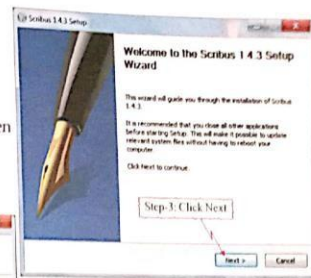 Scribus 1.4.3 Setup
Welcome to the Scribus 1.4.3 Setup
Wizard
This wizard will guide you through the installation of Scribus
1.4.3.
It is recommended that you close all other applications
before starting Setup. This will make it possible to update
relevant system files without having to reboot your
computer.
Click Next to continue.
Step-3: Click Next
Next >
Cancel